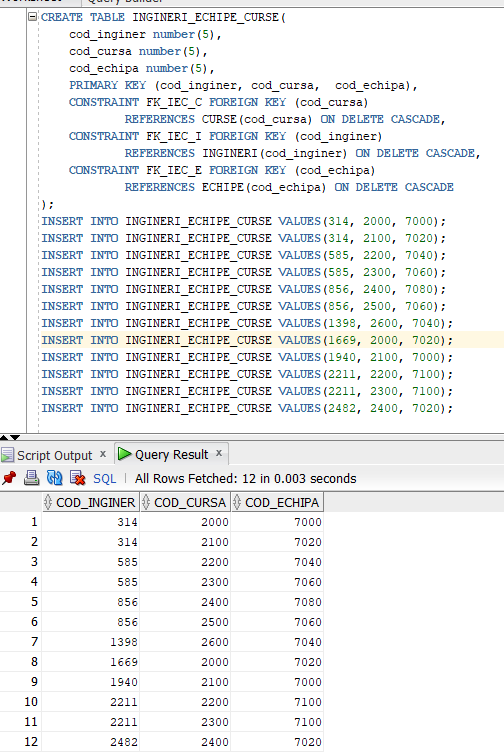 Query Builder
CREATE TABLE INGINERI_ECHIPE_CURSE(
cod_inginer number(5),
cod_cursa number(5),
cod_echipa number(5),
PRIMARY KEY (cod_inginer, cod_cursa,  cod_echipa),
CONSTRAINT FK_IEC_C FOREIGN KEY (cod_cursa)
REFERENCES CURSE(cod_cursa) ON DELETE CASCADE,
CONSTRAINT FK_IEC_I FOREIGN KEY (cod_inginer)
REFERENCES INGINERI(cod_inginer) ON DELETE CASCADE,
CONSTRAINT FK_IEC_E FOREIGN KEY (cod_echipa)
REFERENCES ECHIPE(cod_echipa) ON DELETE CASCADE
);
INSERT INTO INGINERI_ECHIPE_CURSE VALUES(314, 2000, 7000);
INSERT INTO INGINERI_ECHIPE_CURSE VALUES(314, 2100, 7020);
INSERT INTO INGINERI_ECHIPE_CURSE VALUES(585, 2200, 7040);
INSERT INTO INGINERI_ECHIPE_CURSE VALUES(585, 2300, 7060);
INSERT INTO INGINERI_ECHIPE_CURSE VALUES(856, 2400, 7080);
INSERT INTO INGINERI_ECHIPE_CURSE VALUES(856, 2500, 7060);
INSERT INTO INGINERI_ECHIPE_CURSE VALUES(1398, 2600, 7040);
INSERT INTO INGINERI_ECHIPE_CURSE VALUES(1669, 2000, 7020);
INSERT INTO INGINERI_ECHIPE_CURSE VALUES(1940, 2100, 7000);
INSERT INTO INGINERI_ECHIPE_CURSE VALUES(2211, 2200, 7100);
INSERT INTO INGINERI_ECHIPE_CURSE VALUES(2211, 2300, 7100);
INSERT INTO INGINERI_ECHIPE_CURSE VALUES(2482, 2400, 7020);
Script Output x Query Result x
SQL | All Rows Fetched: 12 in 0.003 seconds
COD_INGINER COD_CURSA COD_ECHIPA
1 314 2000 7000
2 314 2100 7020
3 585 2200 7040
4 585 2300 7060
5 856 2400 7080
6 856 2500 7060
7 1398 2600 7040
8 1669 2000 7020
9 1940 2100 7000
10 2211 2200 7100
11 2211 2300 7100
12 2482 2400 7020